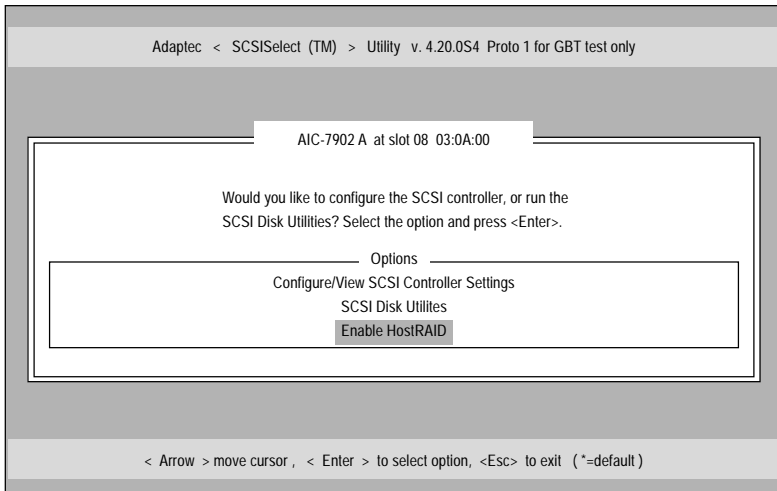 Adaptec < SCSISelect (TM) > Utility v. 4.20.0S4 Proto 1 for GBT test only
AIC-7902 A at slot 08 03:0A:00
Would you like to configure the SCSI controller, or run the
SCSI Disk Utilities? Select the option and press <Enter>.
Options
Configure/View SCSI Controller Settings
SCSI Disk Utilites
Enable HostRAID
< Arrow > move cursor , < Enter > to select option, <Esc> to exit ( *=default )